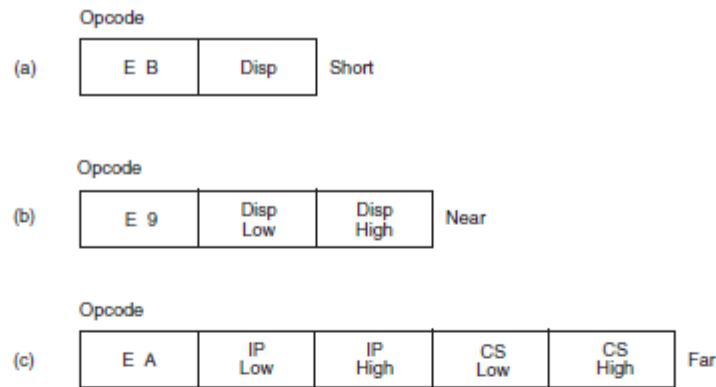 Opcode
(a) E B Disp Short
Opcode
(b) E 9 Disp Low Disp High Near
Opcode
(c) E A IP Low IP High CS Low CS High Far